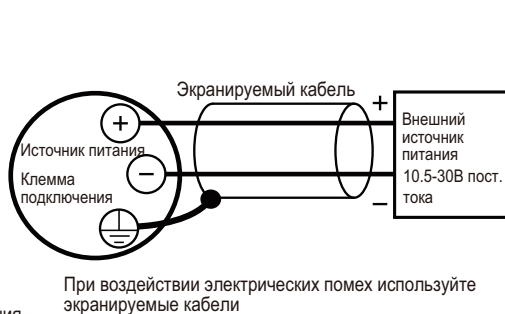 Экранируемый кабель
+
+
Источник питания
−
Клемма
подключения
−
Внешний
источник
питания
10.5-30В пост.
тока
При воздействии электрических помех используйте
экранируемые кабели